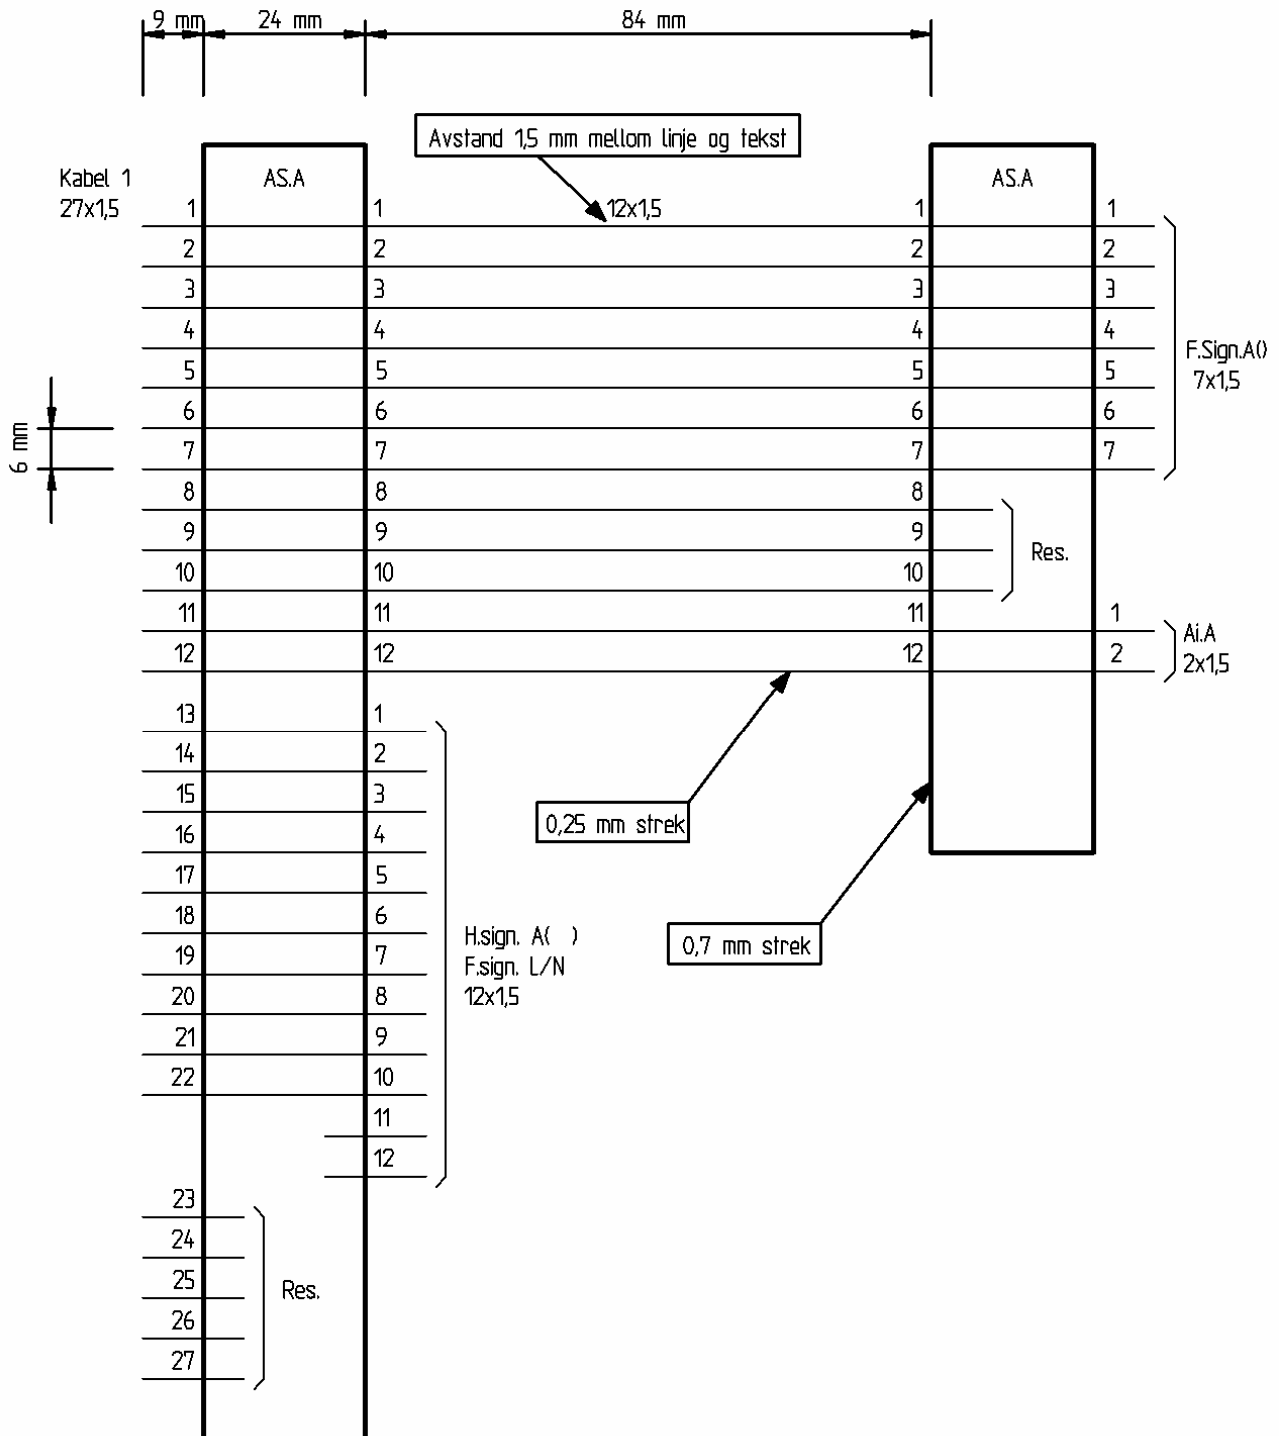 9 mm 24 mm 84 mm
Avstand 1,5 mm mellom linje og tekst
Kabel 1 AS.A AS.A
27x1,5 1 1 12x1,5 1 1
2 2 2 2
3 3 3 3
4 4 4 4
F.Sign.A()
5 5 5 5
7x1,5
6 6 6 6
6 mm
7 7 7 7
8 8 8
9 9 9
Res.
10 10 10
11 11 11 1
Ai.A
12 12 12 2
2x1,5
13 1
14 2
15 3
0,25 mm strek
16 4
17 5
18 6
H.sign. A( )
0,7 mm strek
19 7
F.sign. L/N
20 8
12x1,5
21 9
22 10
11
12
23
24
25
Res.
26
27